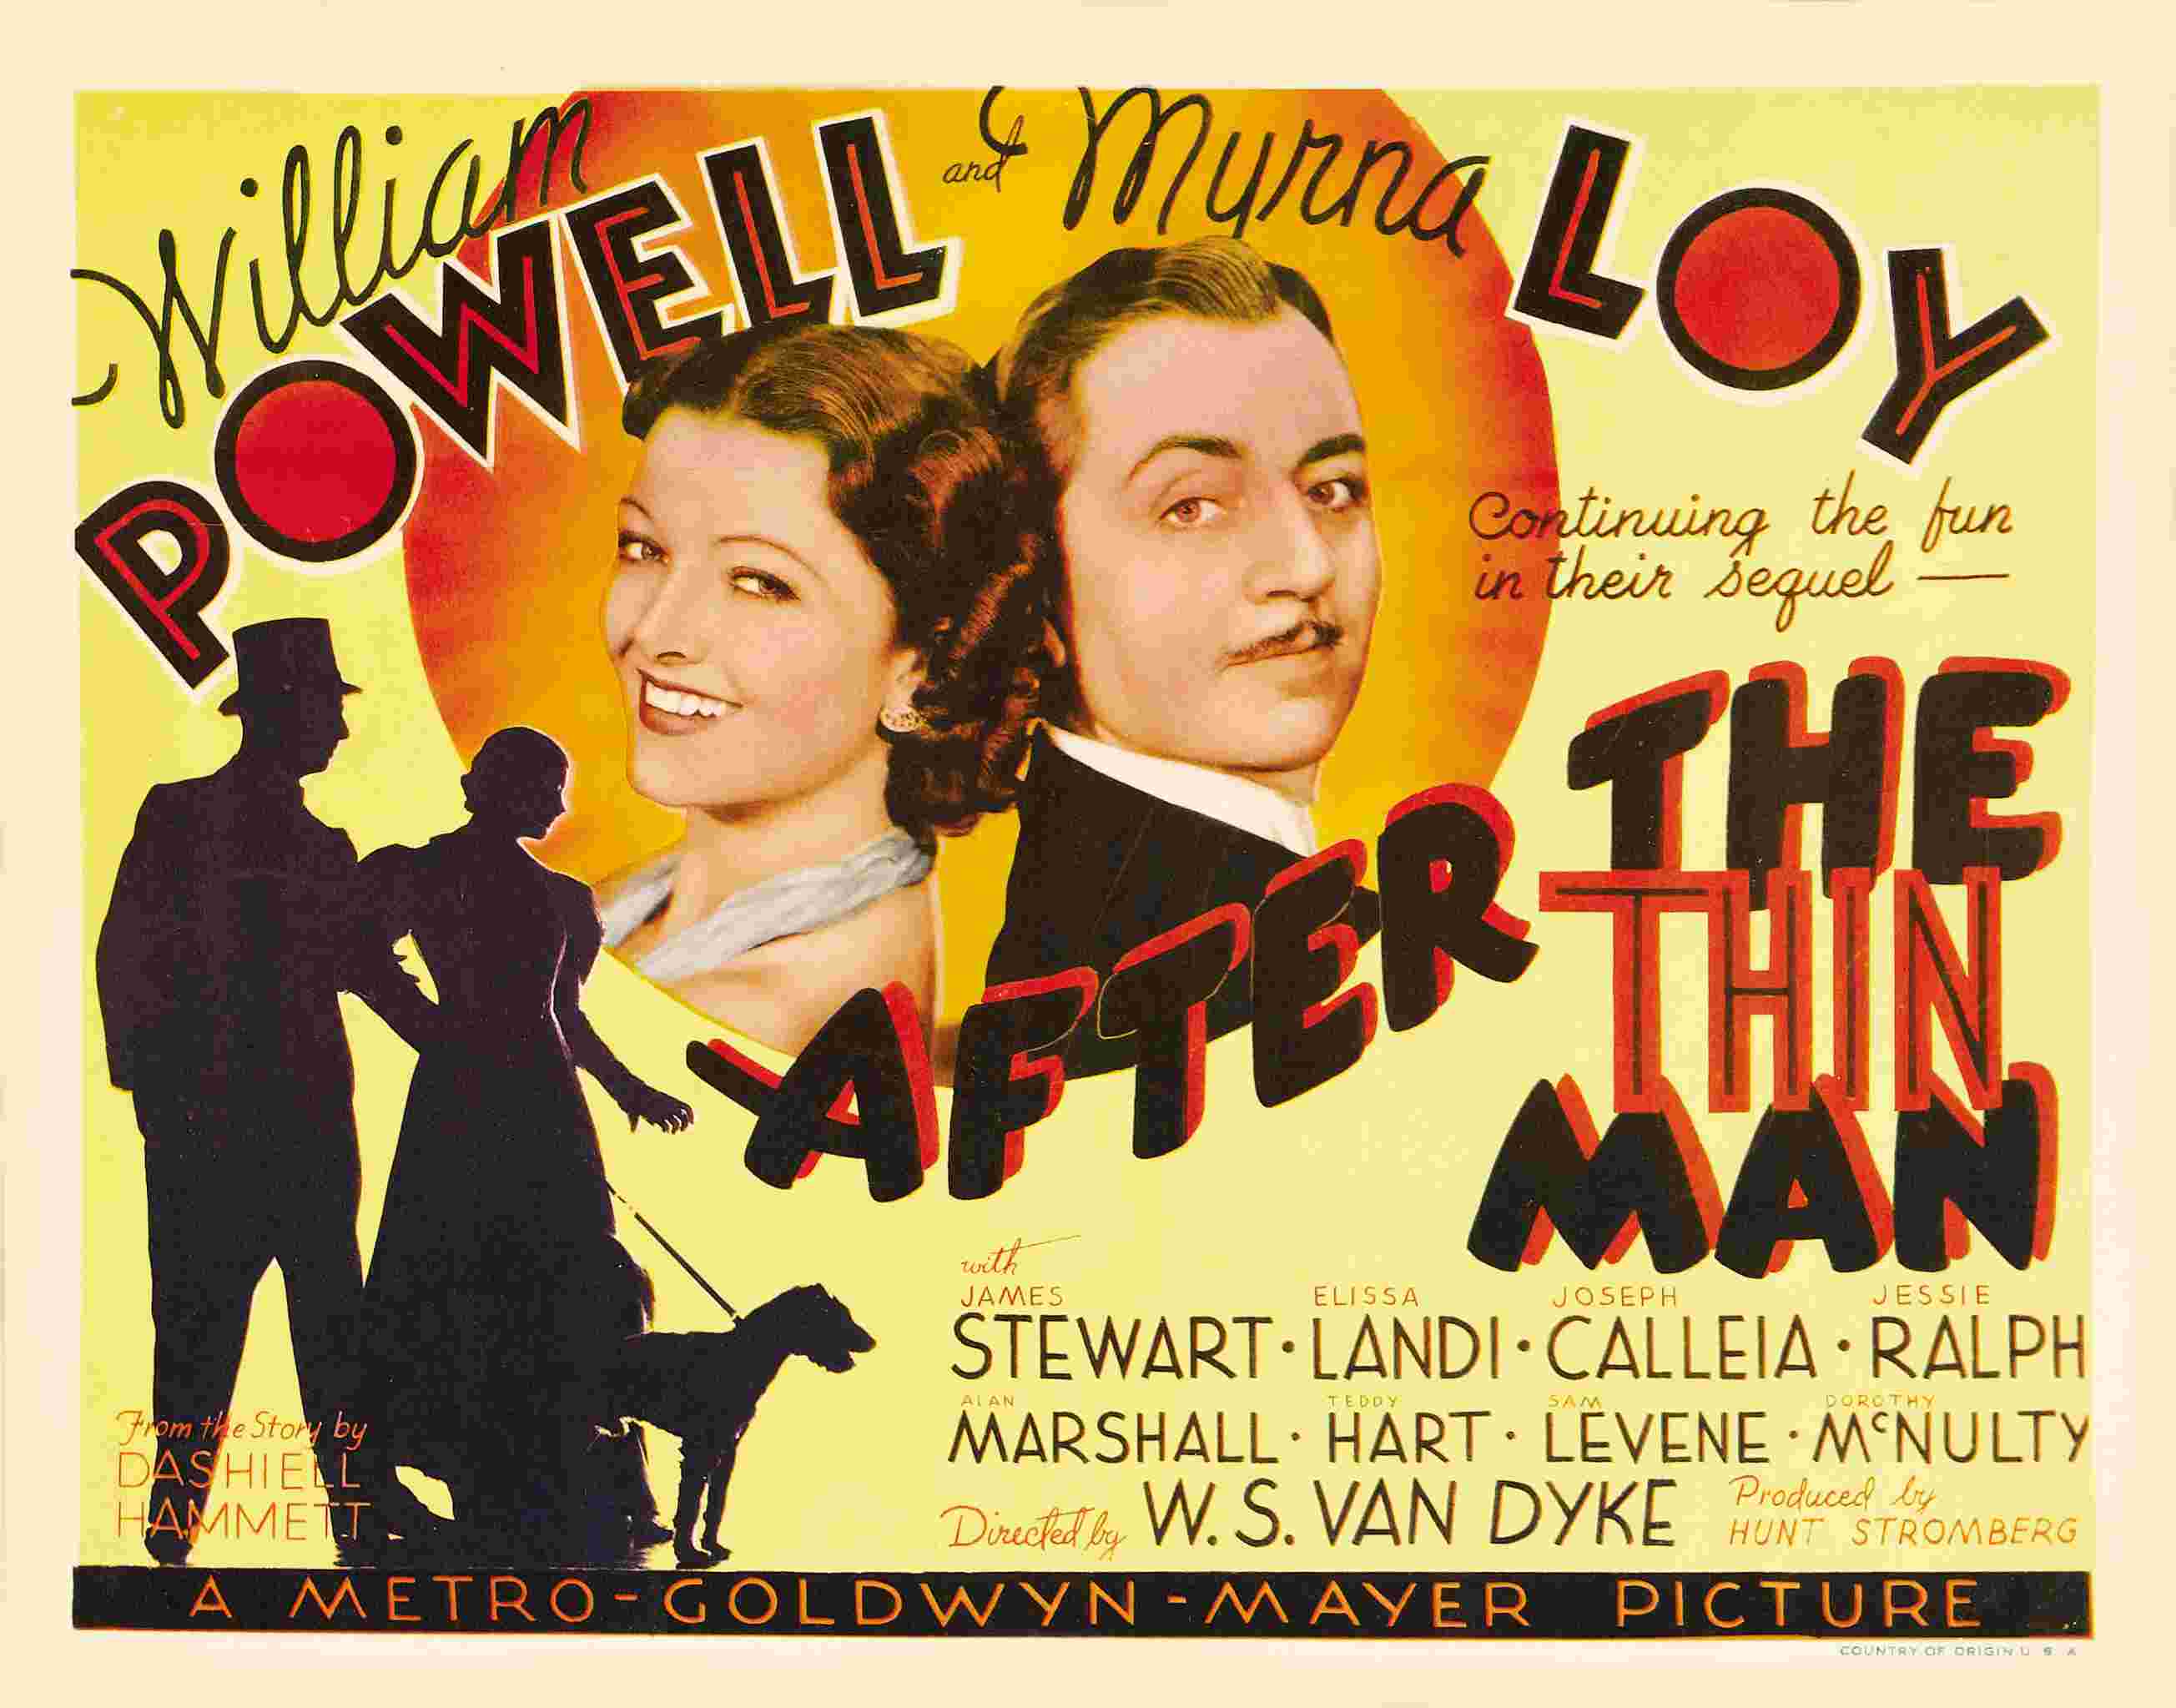 William POWELL and Myrna LOY
Continuing the fun
in their sequel —
AFTER THE THIN MAN
with
JAMES STEWART · ELISSA LANDI · JOSEPH CALLEIA · JESSIE RALPH
ALAN MARSHALL · TEDDY HART · SAM LEVENE · DOROTHY McNULTY
Directed by W. S. VAN DYKE
Produced by
HUNT STROMBERG
From the Story by
DASHIELL
HAMMETT
A METRO-GOLDWYN-MAYER PICTURE
COUNTRY OF ORIGIN U. S. A